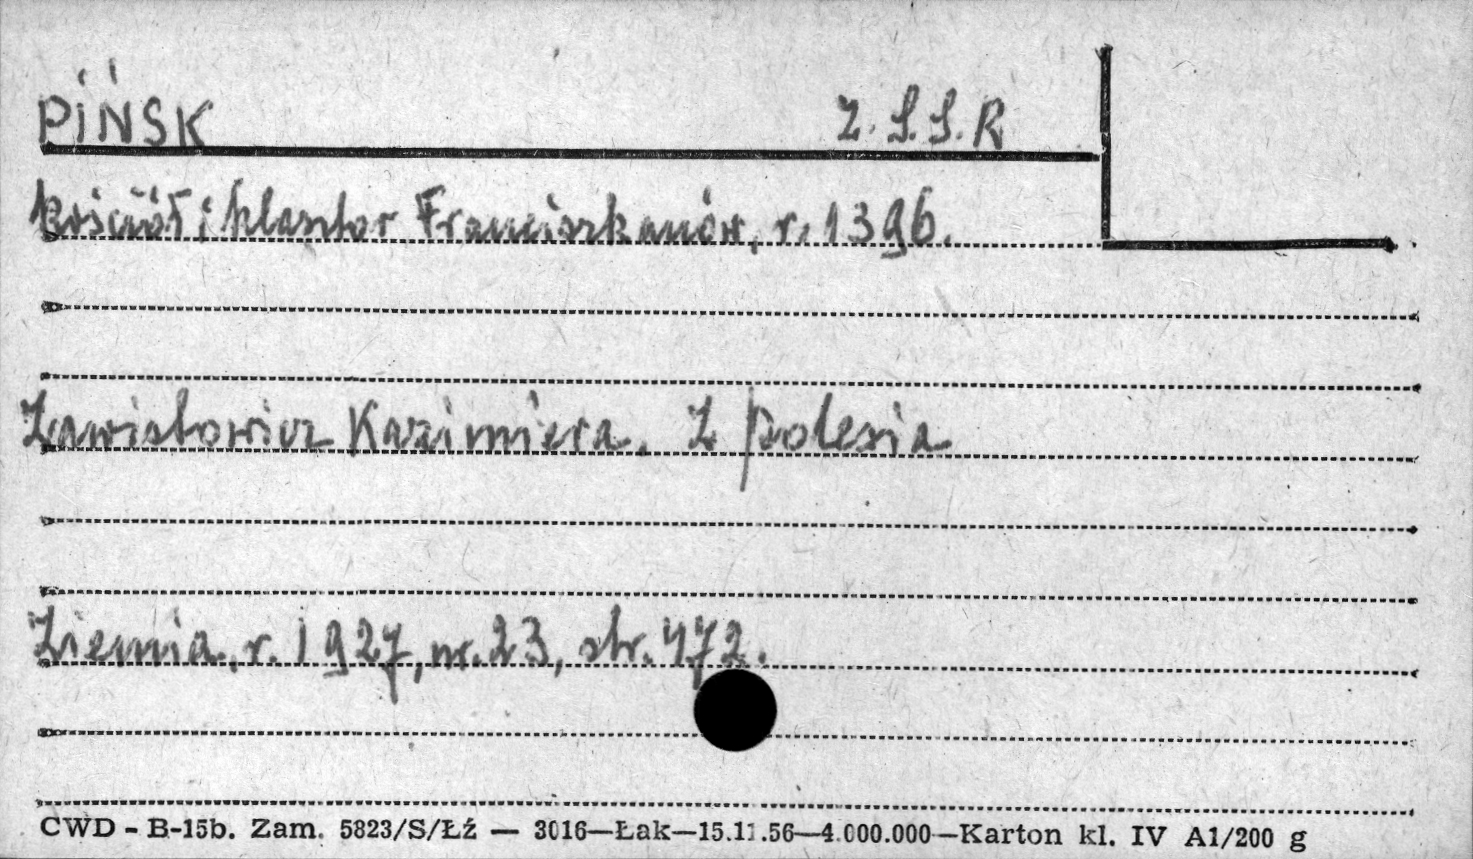 PIŃSK Z.S.S.R
kościół i klasztor Franciszkanów, r. 1396.
Zawistowicz Kazimiera. Z Polesia
Ziemia, r. 1927, nr. 23, str. 472.
CWD - B-15b. Zam. 5823/S/Łź — 3016—Łak—15.11.56—4.000.000—Karton kl. IV A1/200 g